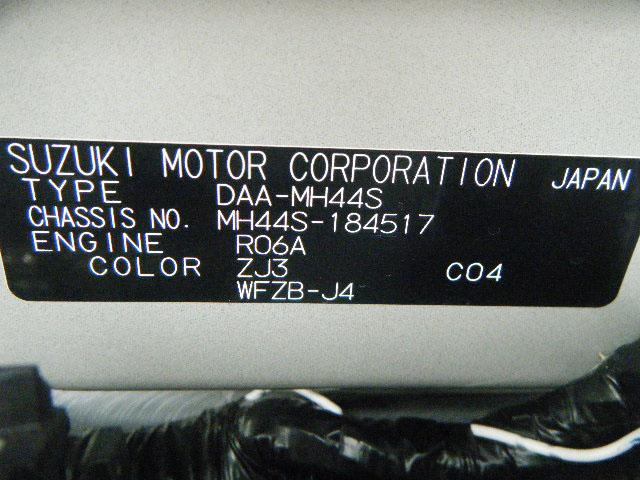 SUZUKI MOTOR CORPORATION JAPAN
TYPE DAA-MH44S
CHASSIS NO. MH44S-184517
ENGINE R06A
COLOR ZJ3 C04
WFZB-J4